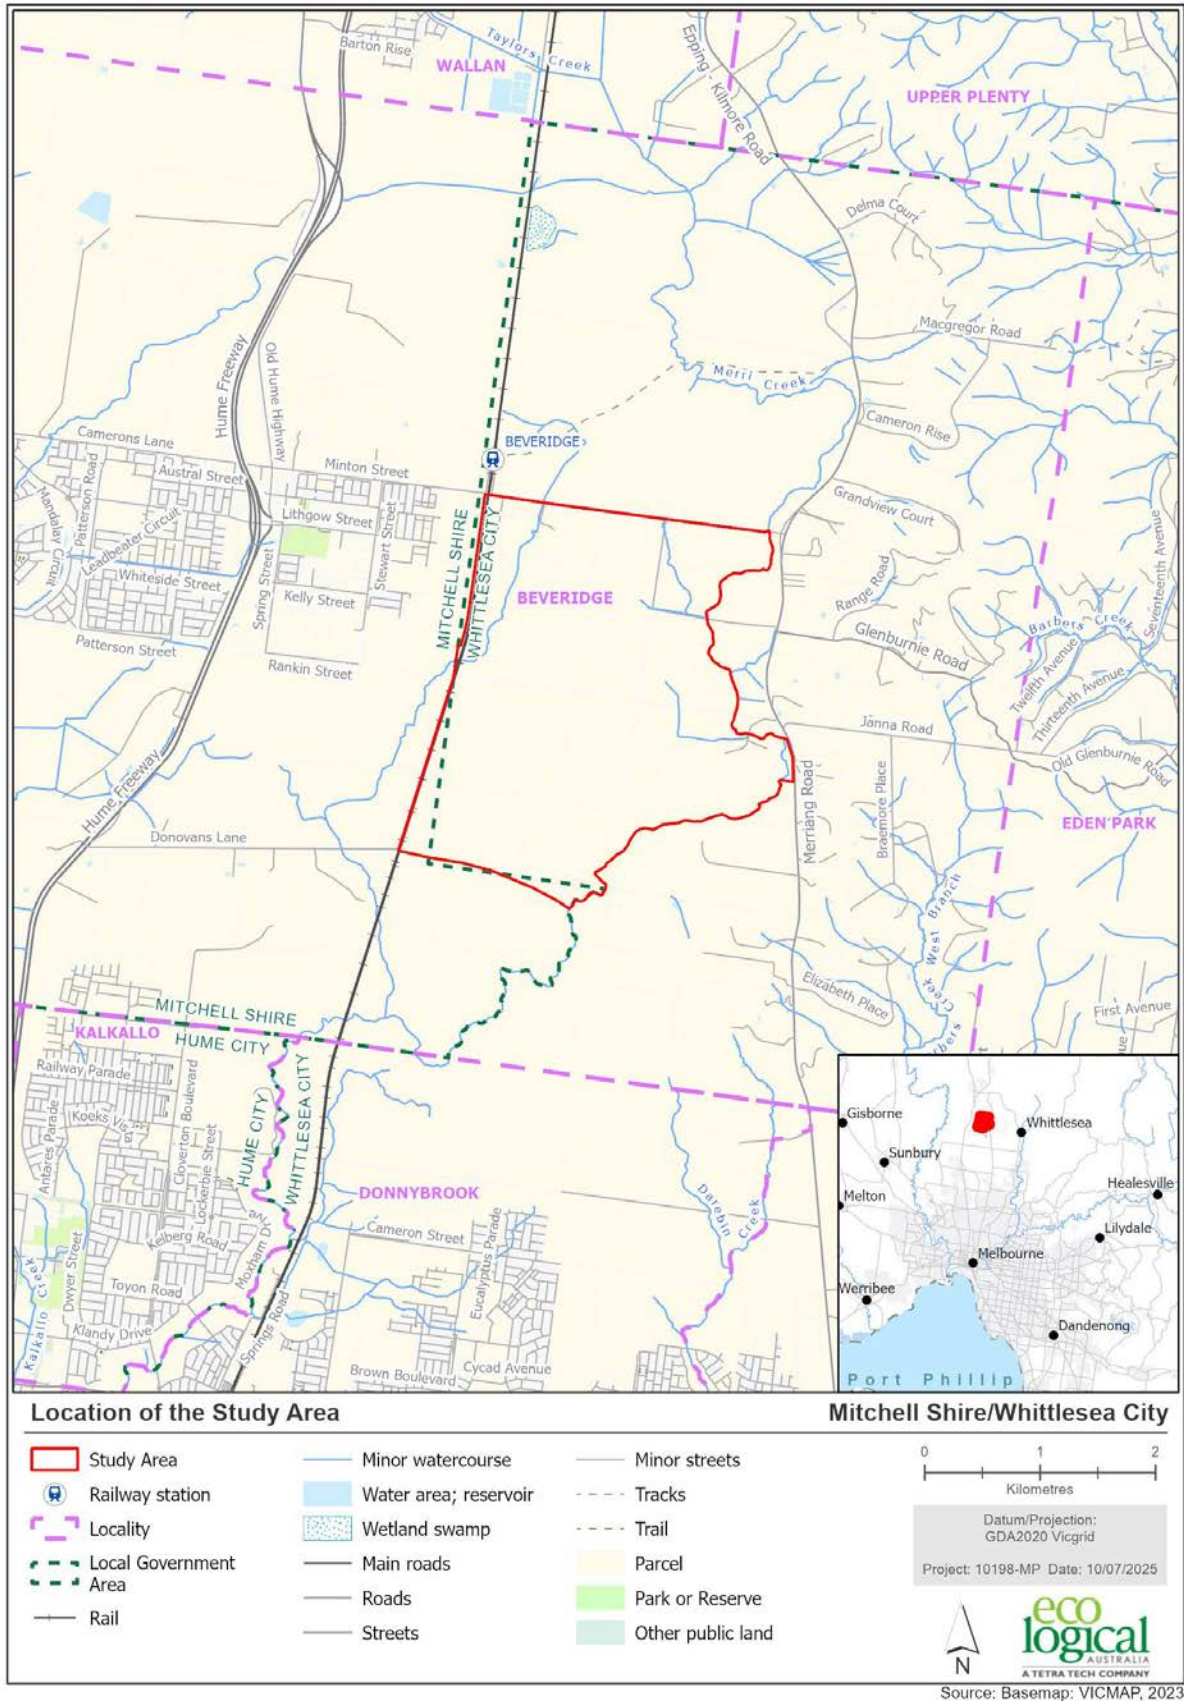 Barton Rise
Taylors Creek
WALLAN
Epping - Kilmore Road
UPPER PLENTY
Delma Court
Macgregor Road
Hume Freeway
Old Hume Highway
Merri Creek
Cameron Rise
Camerons Lane
BEVERIDGE
Minton Street
Austral Street
Patterson Road
Mandalay Circuit
Leadbeater Circuit
Lithgow Street
Stewart Street
Grandview Court
Seventeenth Avenue
MITCHELL SHIRE
WHITTLESEA CITY
Whiteside Street
Spring Street
Kelly Street
BEVERIDGE
Range Road
Barbers Creek
Glenburnie Road
Patterson Street
Rankin Street
Twelfth Avenue
Thirteenth Avenue
Janna Road
Old Glenburnie Road
Hume Freeway
Donovans Lane
Merriang Road
Braemore Place
EDEN PARK
Creek West Branch
Elizabeth Place
First Avenue
MITCHELL SHIRE
KALKALLO
HUME CITY
Railway Parade
Koeks Vista
Antares Parade
Cloverton Boulevard
Lockerbie Street
HUME CITY
WHITTLESEA CITY
DONNYBROOK
Kelberg Road
Moxham Dr
Cameron Street
Eucalyptus Parade
Darebin Creek
Dwyer Street
Toyon Road
Kalkallo Creek
Klandy Drive
Springs Road
Brown Boulevard
Cycad Avenue
Gisborne
Whittlesea
Sunbury
Healesville
Melton
Lilydale
Melbourne
Werribee
Dandenong
Port Phillip
Location of the Study Area
Mitchell Shire/Whittlesea City
Study Area
Railway station
Locality
Local Government
Area
Rail
Minor watercourse
Water area; reservoir
Wetland swamp
Main roads
Roads
Streets
Minor streets
Tracks
Trail
Parcel
Park or Reserve
Other public land
0 1 2
Kilometres
Datum/Projection:
GDA2020 Vicgrid
Project: 10198-MP Date: 10/07/2025
N
eco
logical
AUSTRALIA
A TETRA TECH COMPANY
Source: Basemap: VICMAP, 2023